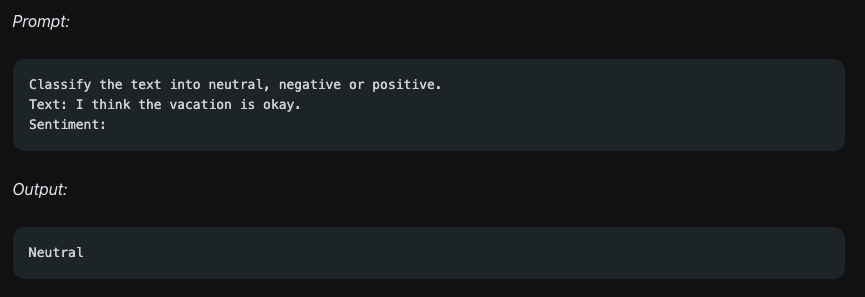 Prompt:
Classify the text into neutral, negative or positive.
Text: I think the vacation is okay.
Sentiment:
Output:
Neutral